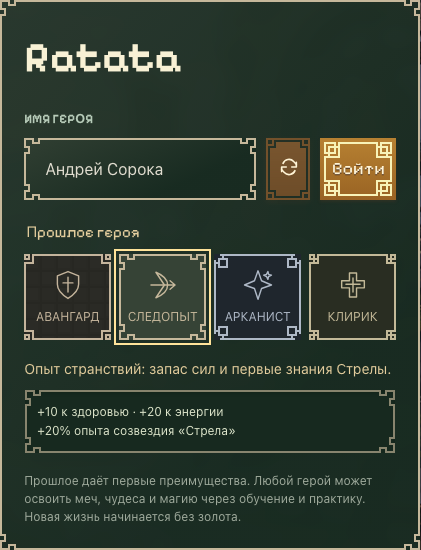 Ratata
ИМЯ ГЕРОЯ
Андрей Сорока
Войти
Прошлое героя
АВАНГАРД
СЛЕДОПЫТ
АРКАНИСТ
КЛИРИК
Опыт странствий: запас сил и первые знания Стрелы.
+10 к здоровью · +20 к энергии
+20% опыта созвездия «Стрела»
Прошлое даёт первые преимущества. Любой герой может
освоить меч, чудеса и магию через обучение и практику.
Новая жизнь начинается без золота.